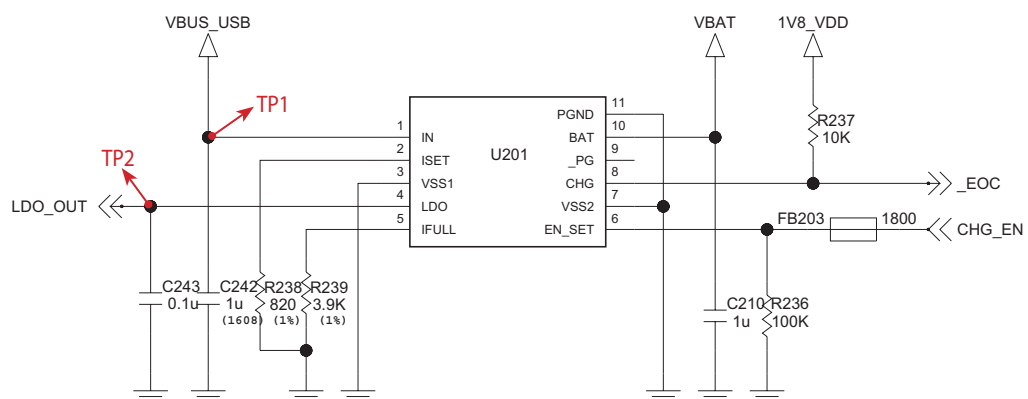 VBUS_USB
VBAT
1V8_VDD
TP1
11
PGND
R237
10K
1
IN
10
BAT
2
ISET
U201
9
_PG
TP2
3
VSS1
8
CHG
_EOC
LDO_OUT
4
LDO
7
VSS2
5
IFULL
6
EN_SET
FB203
1800
CHG_EN
C243
0.1u
C242
1u
(1608)
R238
820
(1%)
R239
3.9K
(1%)
C210
1u
R236
100K